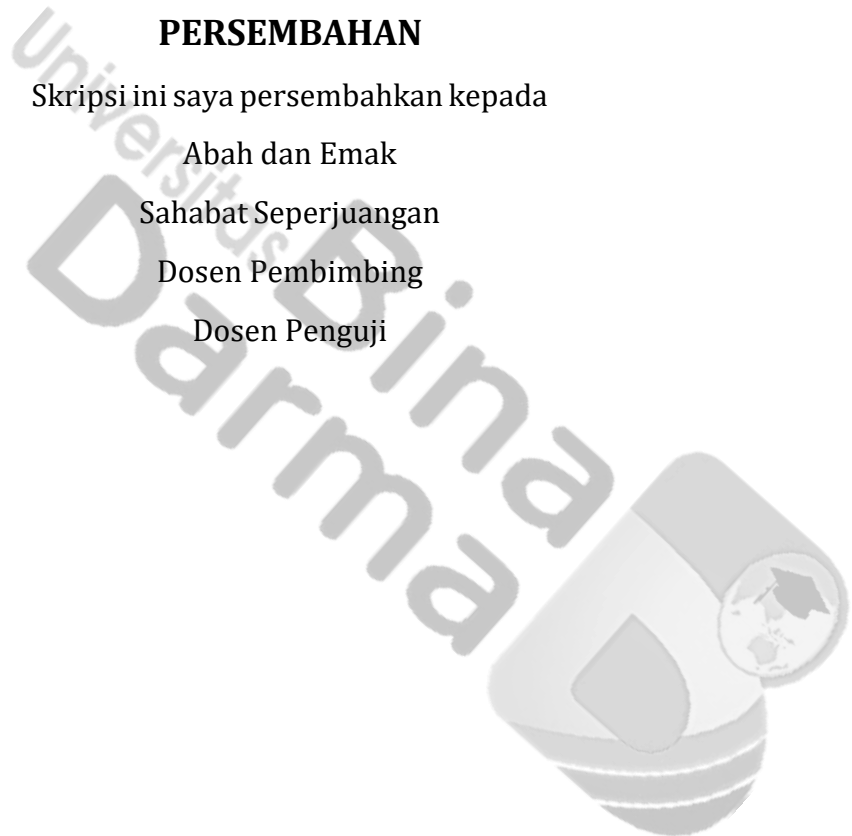 PERSEMBAHAN
Skripsi ini saya persembahkan kepada
Abah dan Emak
Sahabat Seperjuangan
Dosen Pembimbing
Dosen Penguji
Universitas
Bina
Darma